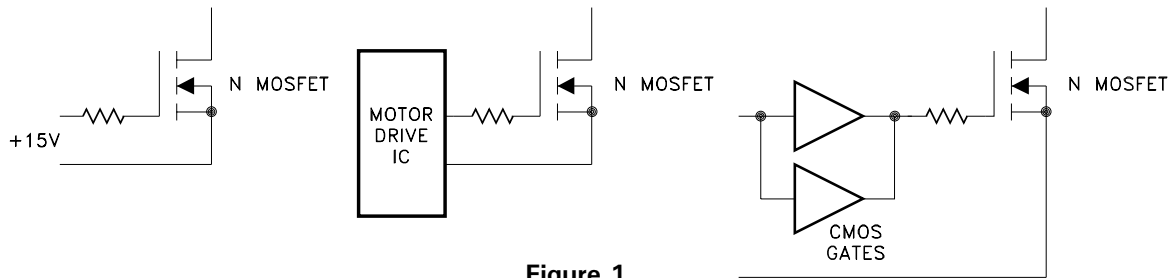 +15V
N MOSFET
MOTOR
DRIVE
IC
N MOSFET
CMOS
GATES
N MOSFET
Figure 1